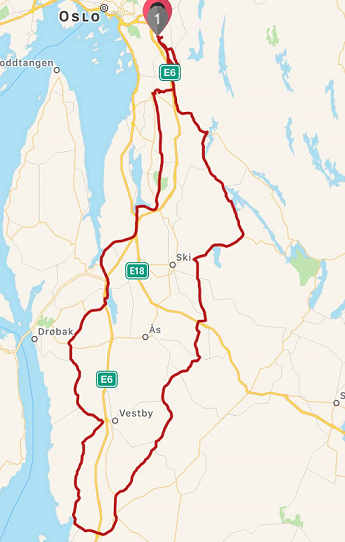 Oslo
1
oddtangen
E6
Ski
E18
Drøbak
Ås
E6
Vestby
S